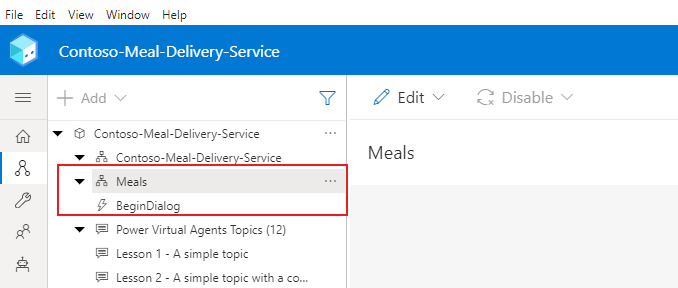 File Edit View Window Help
Contoso-Meal-Delivery-Service
Add
Edit
Disable
Contoso-Meal-Delivery-Service ...
Contoso-Meal-Delivery-Service
Meals ...
Meals
BeginDialog
Power Virtual Agents Topics (12)
Lesson 1 - A simple topic
Lesson 2 - A simple topic with a co...